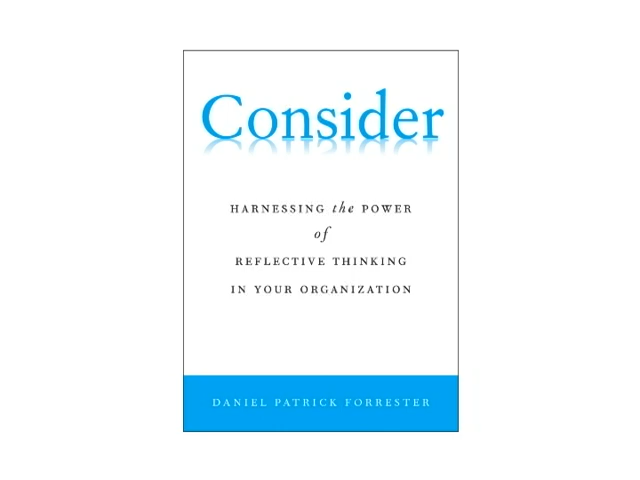 Consider
HARNESSING the POWER
of
REFLECTIVE THINKING
IN YOUR ORGANIZATION
DANIEL PATRICK FORRESTER